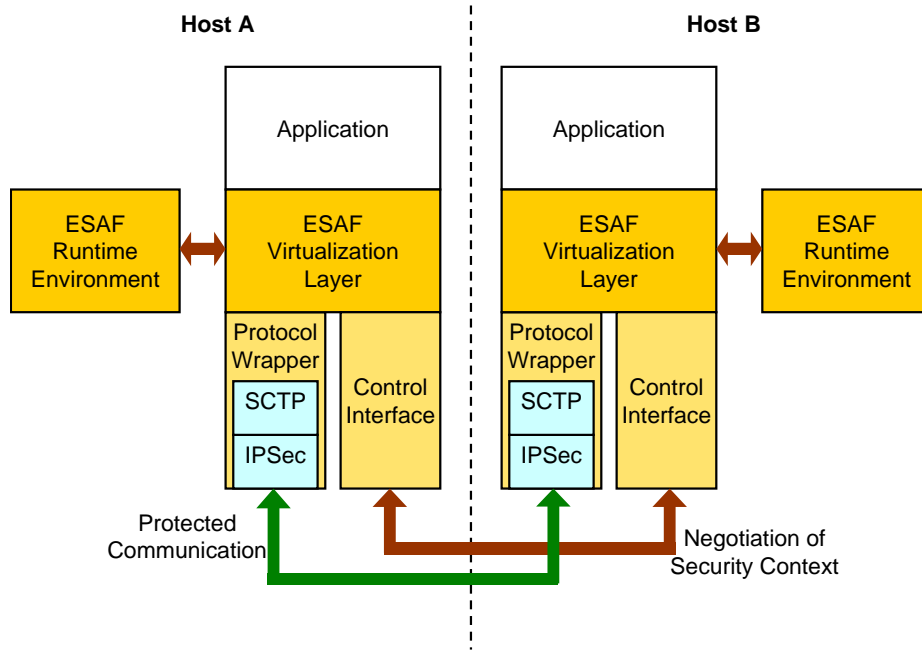 Host A
Host B
Application
Application
ESAF
Runtime
Environment
ESAF
Virtualization
Layer
ESAF
Virtualization
Layer
ESAF
Runtime
Environment
Protocol
Wrapper
SCTP
IPSec
Control
Interface
Protocol
Wrapper
SCTP
IPSec
Control
Interface
Protected
Communication
Negotiation of
Security Context